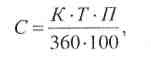 С = К · Т · П
360 · 100 ,